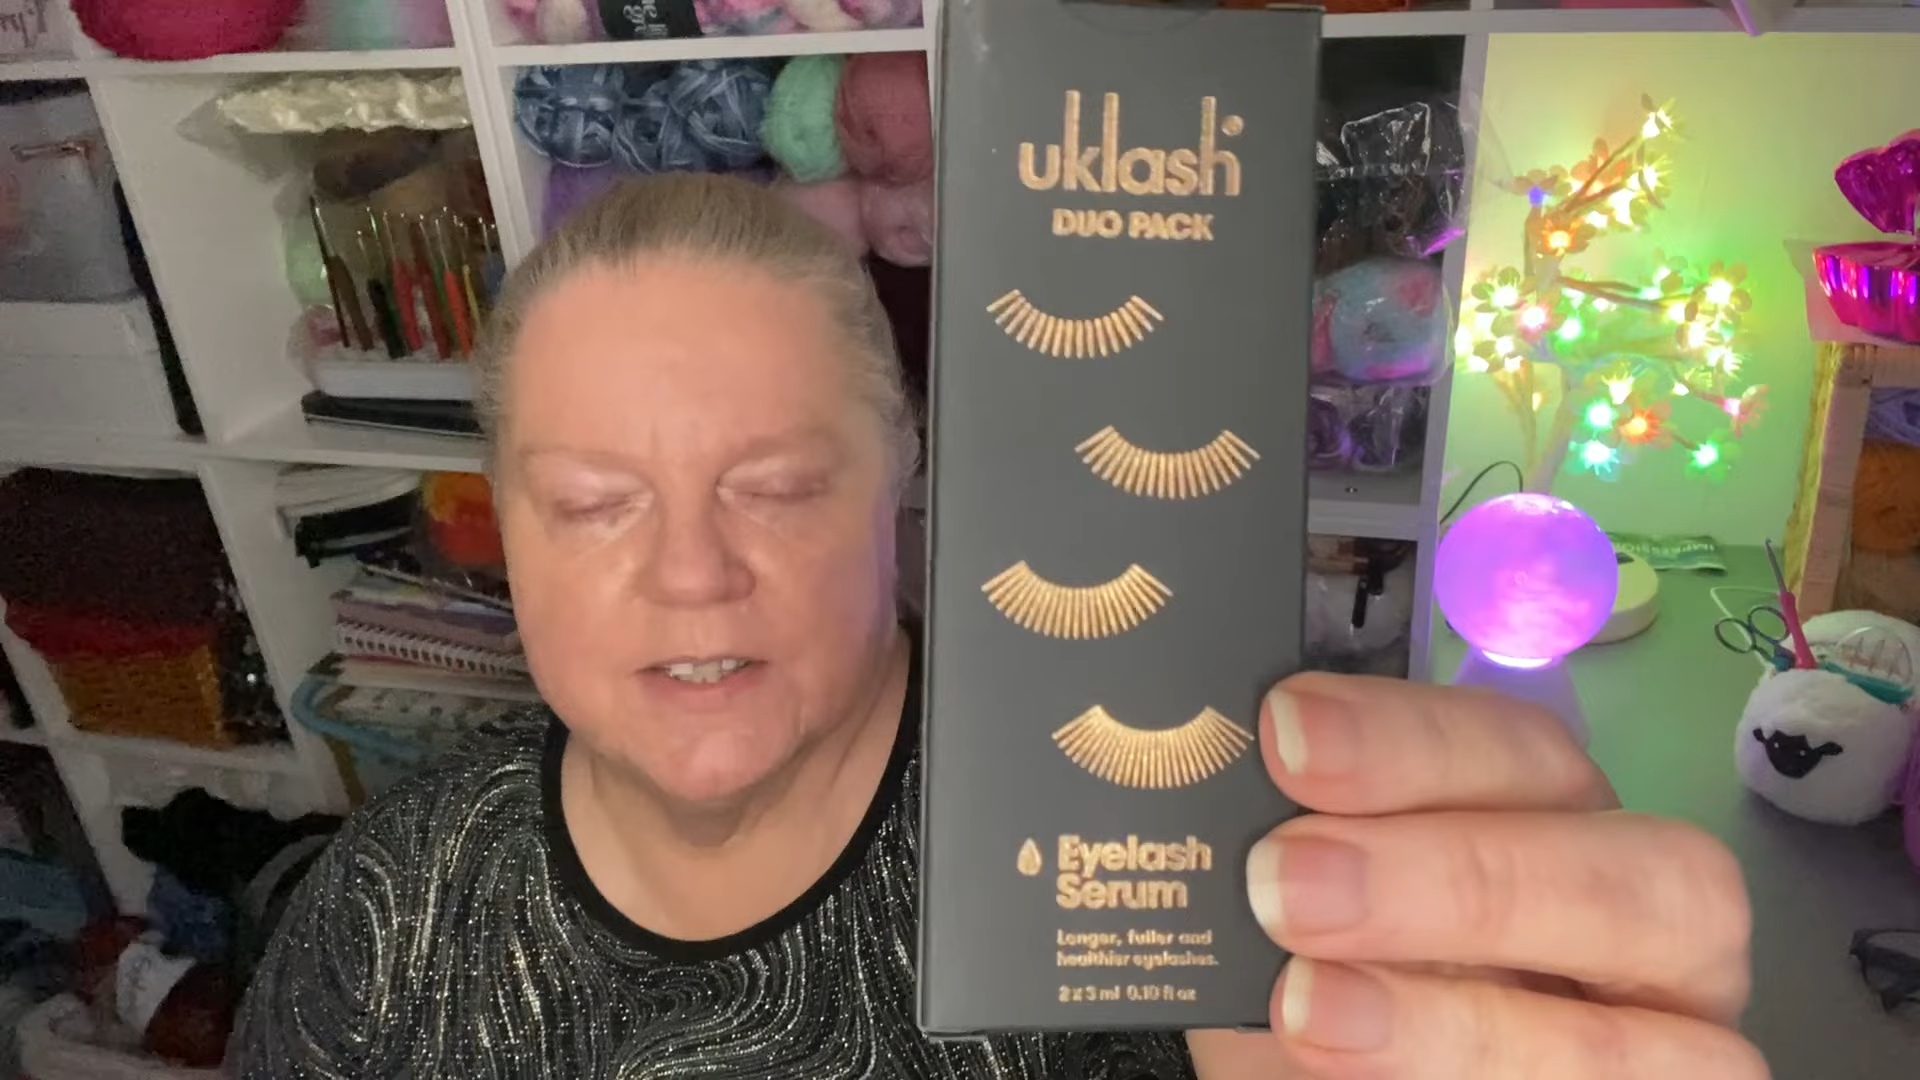 uklash
DUO PACK
Eyelash
Serum
Longer, fuller and
healthier eyelashes.
2 x 3 ml 0.10 fl oz